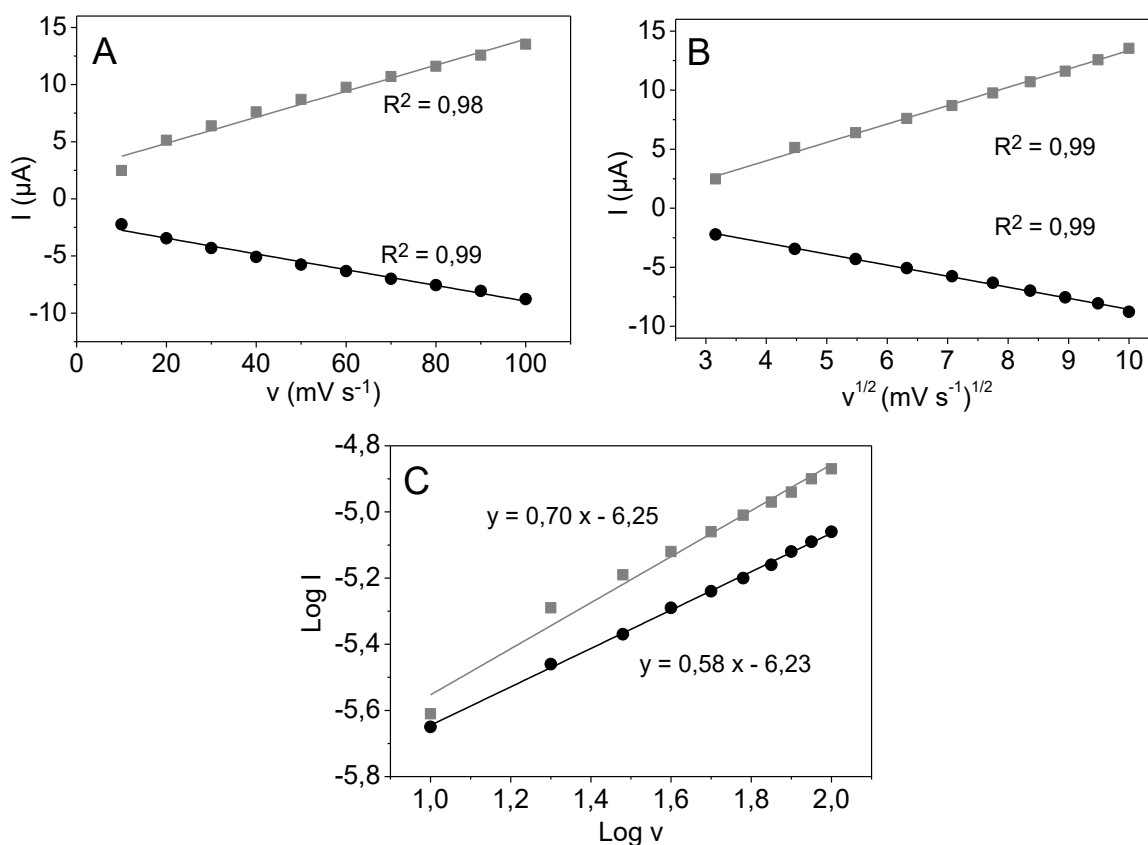 A
R² = 0,98
R² = 0,99
I (µA)
15
10
5
0
-5
-10
20
40
60
80
100
v (mV s⁻¹)
B
R² = 0,99
R² = 0,99
I (µA)
15
10
5
0
-5
-10
3
4
5
6
7
8
9
10
v¹/² (mV s⁻¹)¹/²
C
y = 0,70 x - 6,25
y = 0,58 x - 6,23
Log I
-4,8
-5,0
-5,2
-5,4
-5,6
-5,8
1,0
1,2
1,4
1,6
1,8
2,0
Log v